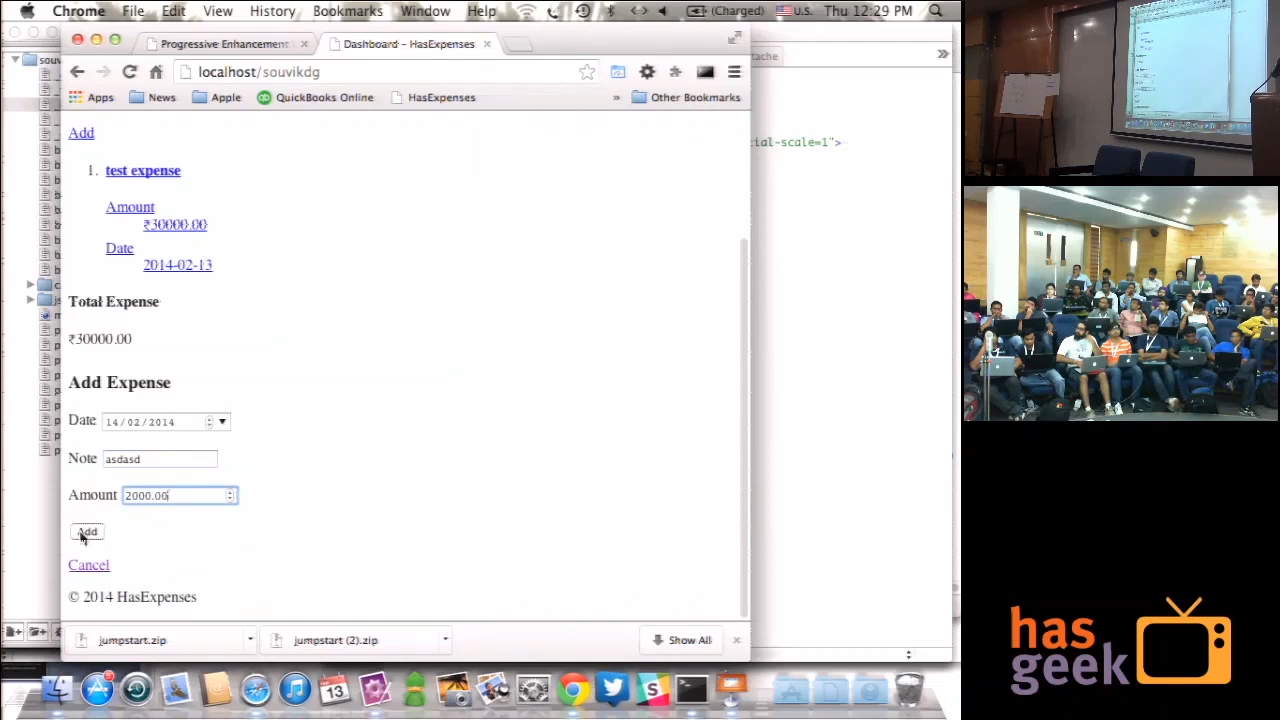 Chrome File Edit View History Bookmarks Window Help (Charged) U.S. Thu 12:29 PM
Progressive Enhancement
Dashboard – HasExpenses
localhost/souvikdg
Apps News Apple QuickBooks Online HasExpenses » Other Bookmarks
Add
cial-scale=1">
1. test expense
Amount
₹30000.00
Date
2014-02-13
Total Expense
₹30000.00
Add Expense
Date 14/02/2014
Note asdasd
Amount 2000.00
Add
Cancel
© 2014 HasExpenses
jumpstart.zip jumpstart (2).zip Show All
13
has
geek